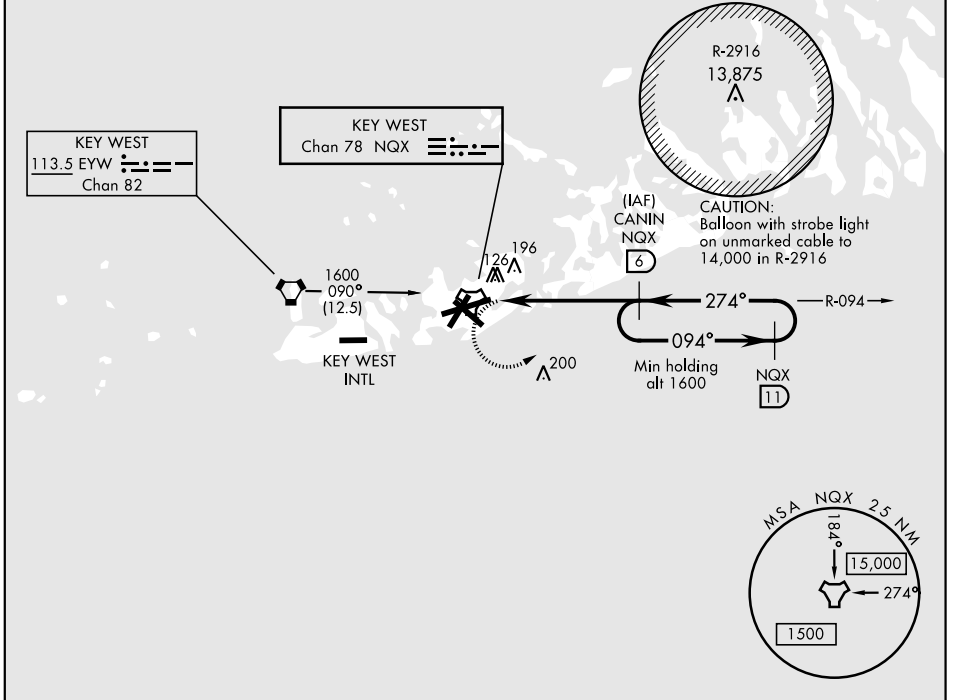 R-2916
13,875
KEY WEST
Chan 78 NQX
KEY WEST
113.5 EYW
Chan 82
(IAF)
CANIN
NQX
6
CAUTION:
Balloon with strobe light
on unmarked cable to
14,000 in R-2916
196
126
1600
090°
(12.5)
274°
R-094
094°
KEY WEST
INTL
200
Min holding
alt 1600
NQX
11
MSA NQX 25 NM
184°
15,000
274°
1500